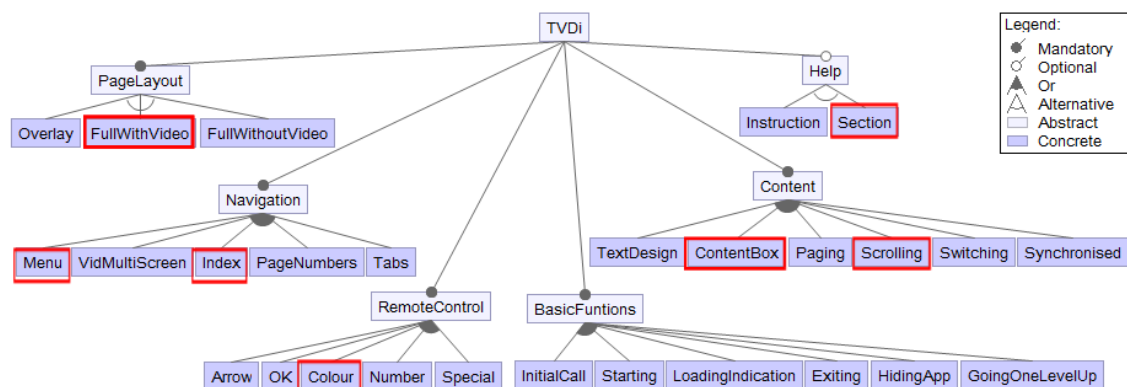 TVDi
Legend:
Mandatory
Optional
Or
Alternative
Abstract
Concrete
PageLayout
Help
Overlay FullWithVideo FullWithoutVideo
Instruction Section
Navigation
Content
Menu VidMultiScreen Index PageNumbers Tabs
TextDesign ContentBox Paging Scrolling Switching Synchronised
RemoteControl
BasicFuntions
Arrow OK Colour Number Special
InitialCall Starting LoadingIndication Exiting HidingApp GoingOneLevelUp